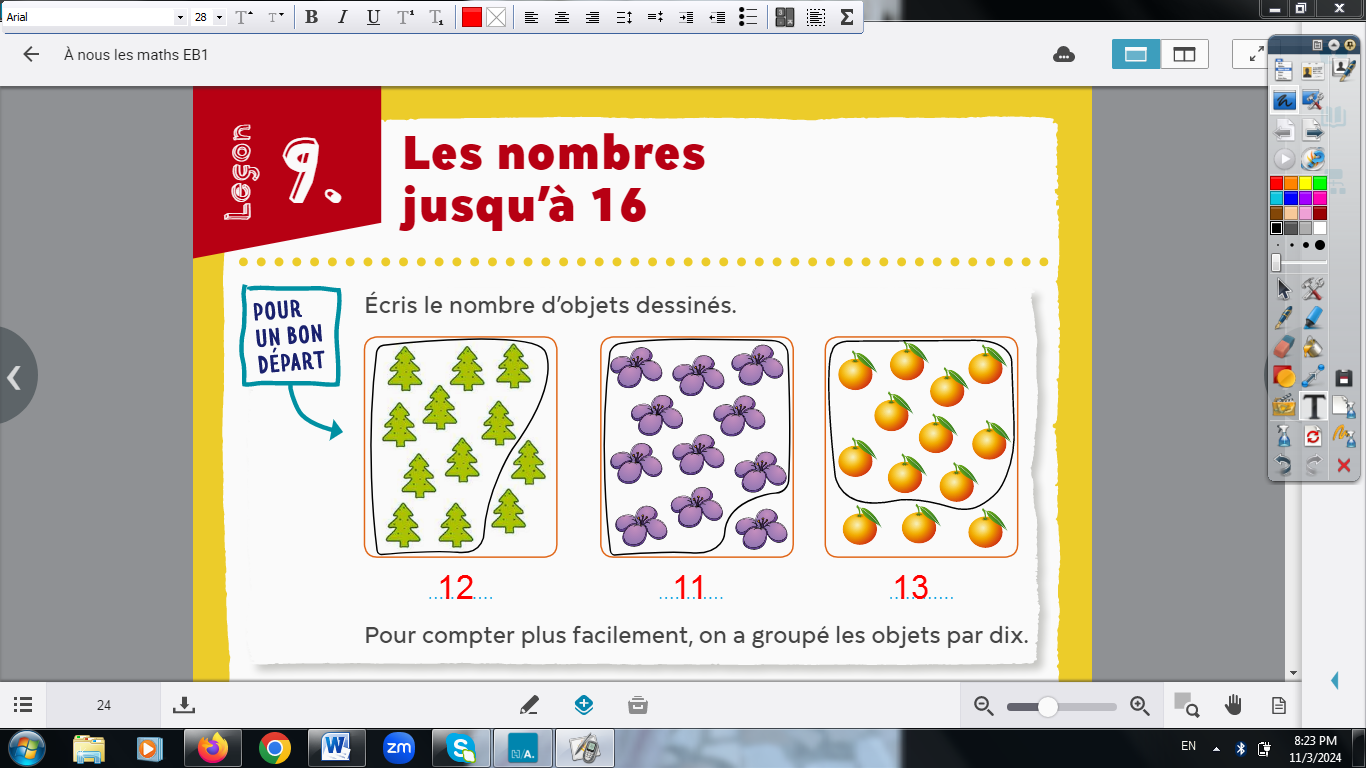 Arial 28 B I U T T Σ
À nous les maths EB1
Leçon 9.
Les nombres
jusqu'à 16
POUR
UN BON
DÉPART
Écris le nombre d'objets dessinés.
12 11 13
Pour compter plus facilement, on a groupé les objets par dix.
24
EN
8:23 PM
11/3/2024